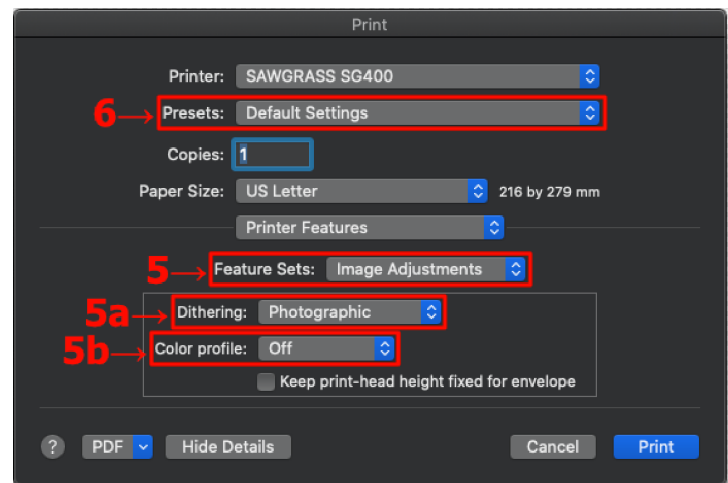 Print
Printer: SAWGRASS SG400
6→ Presets: Default Settings
Copies: 1
Paper Size: US Letter 216 by 279 mm
Printer Features
5→ Feature Sets: Image Adjustments
5a→ Dithering: Photographic
5b→ Color profile: Off
Keep print-head height fixed for envelope
? PDF Hide Details Cancel Print